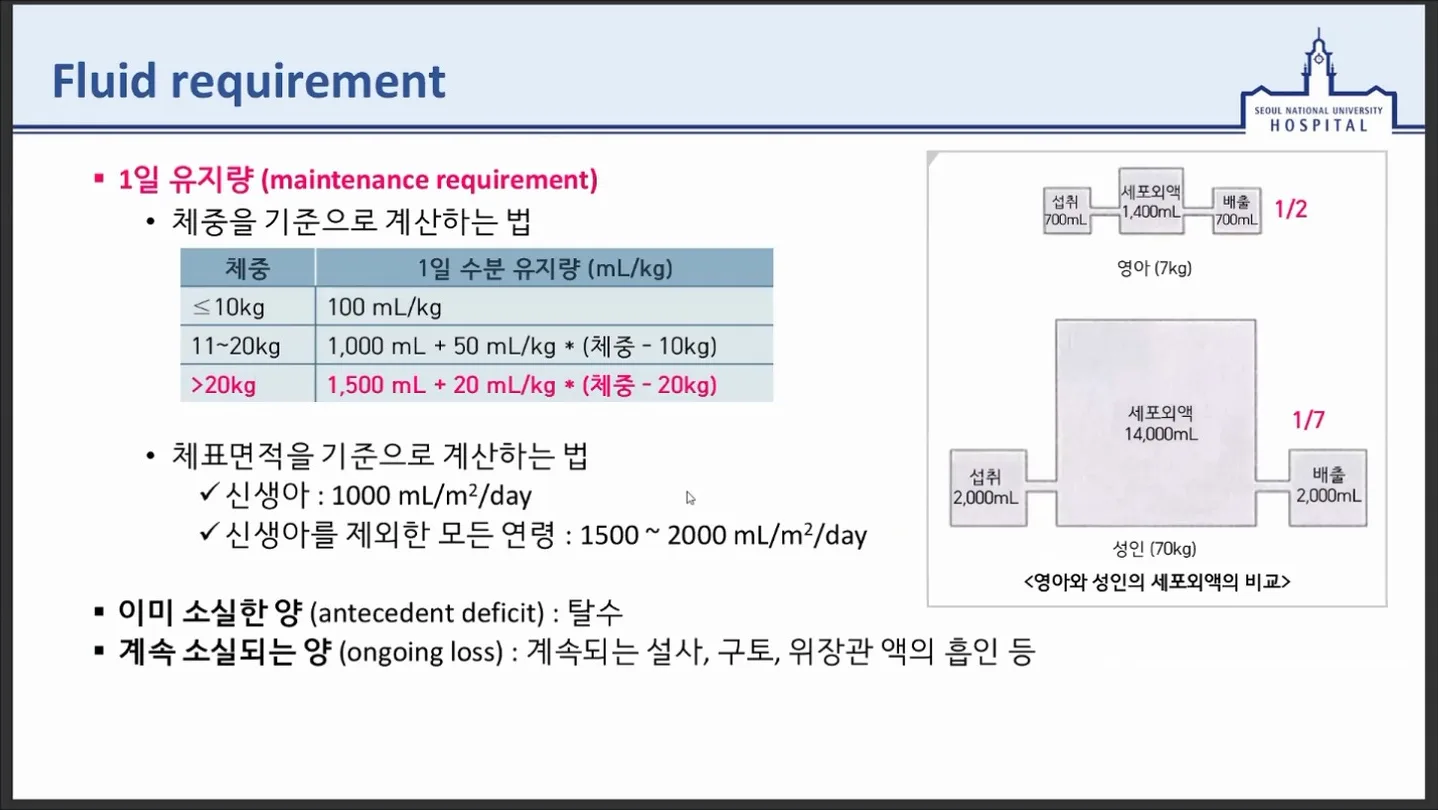 Fluid requirement
SEOUL NATIONAL UNIVERSITY
HOSPITAL
▪ 1일 유지량 (maintenance requirement)
• 체중을 기준으로 계산하는 법
체중 1일 수분 유지량 (mL/kg)
≤10kg 100 mL/kg
11~20kg 1,000 mL + 50 mL/kg * (체중 - 10kg)
>20kg 1,500 mL + 20 mL/kg * (체중 - 20kg)
• 체표면적을 기준으로 계산하는 법
✓ 신생아 : 1000 mL/m²/day
✓ 신생아를 제외한 모든 연령 : 1500 ~ 2000 mL/m²/day
▪ 이미 소실한 양 (antecedent deficit) : 탈수
▪ 계속 소실되는 양 (ongoing loss) : 계속되는 설사, 구토, 위장관 액의 흡인 등
섭취
700mL
세포외액
1,400mL
배출
700mL
1/2
영아 (7kg)
세포외액
14,000mL
1/7
섭취
2,000mL
배출
2,000mL
성인 (70kg)
<영아와 성인의 세포외액의 비교>